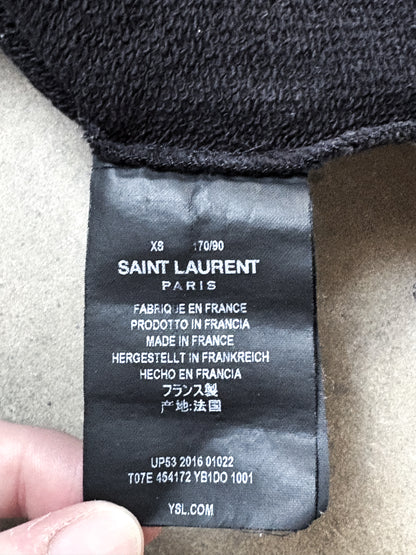 XS 170/90
SAINT LAURENT
PARIS
FABRIQUE EN FRANCE
PRODOTTO IN FRANCIA
MADE IN FRANCE
HERGESTELLT IN FRANKREICH
HECHO EN FRANCIA
フランス製
产地:法国
UP53 2016 01022
T07E 454172 YB1DO 1001
YSL.COM